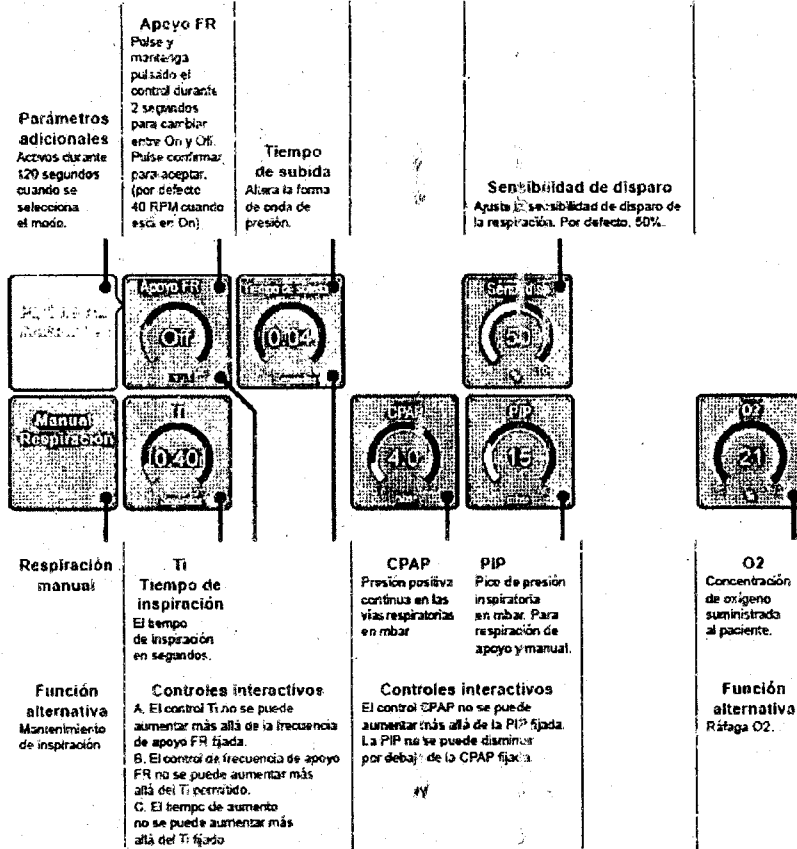 Apoyo FR
Pulse y
mantenga
pulsado el
control durante
2 segundos
para cambiar
entre On y Off.
Pulse confirmar
para aceptar.
(por defecto
40 RPM cuando
está en On)
Parámetros
adicionales
Activos durante
120 segundos
cuando se
selecciona
el modo.
Tiempo
de subida
Altera la forma
de onda de
presión.
Sensibilidad de disparo
Ajusta la sensibilidad de disparo de
la respiración. Por defecto, 50%.
Apoyo FR
Off
RPM
Tiempo de subida
0.04
50
Manual
Respiración
Ti
0.40
CPAP
4.0
PIP
15
O2
21
Respiración
manual
Ti
Tiempo de
inspiración
El tiempo
de inspiración
en segundos.
CPAP
Presión positiva
continua en las
vías respiratorias
en mbar
PIP
Pico de presión
inspiratoria
en mbar. Para
respiración de
apoyo y manual.
O2
Concentración
de oxígeno
suministrada
al paciente.
Función
alternativa
Mantenimiento
de inspiración
Controles interactivos
A. El control Ti no se puede
aumentar más allá de la frecuencia
de apoyo FR fijada.
B. El control de frecuencia de apoyo
FR no se puede aumentar más
allá del Ti permitido.
C. El tiempo de aumento
no se puede aumentar más
allá del Ti fijado
Controles interactivos
El control CPAP no se puede
aumentar más allá de la PIP fijada.
La PIP no se puede disminuir
por debajo de la CPAP fijada.
Función
alternativa
Ráfaga O2.